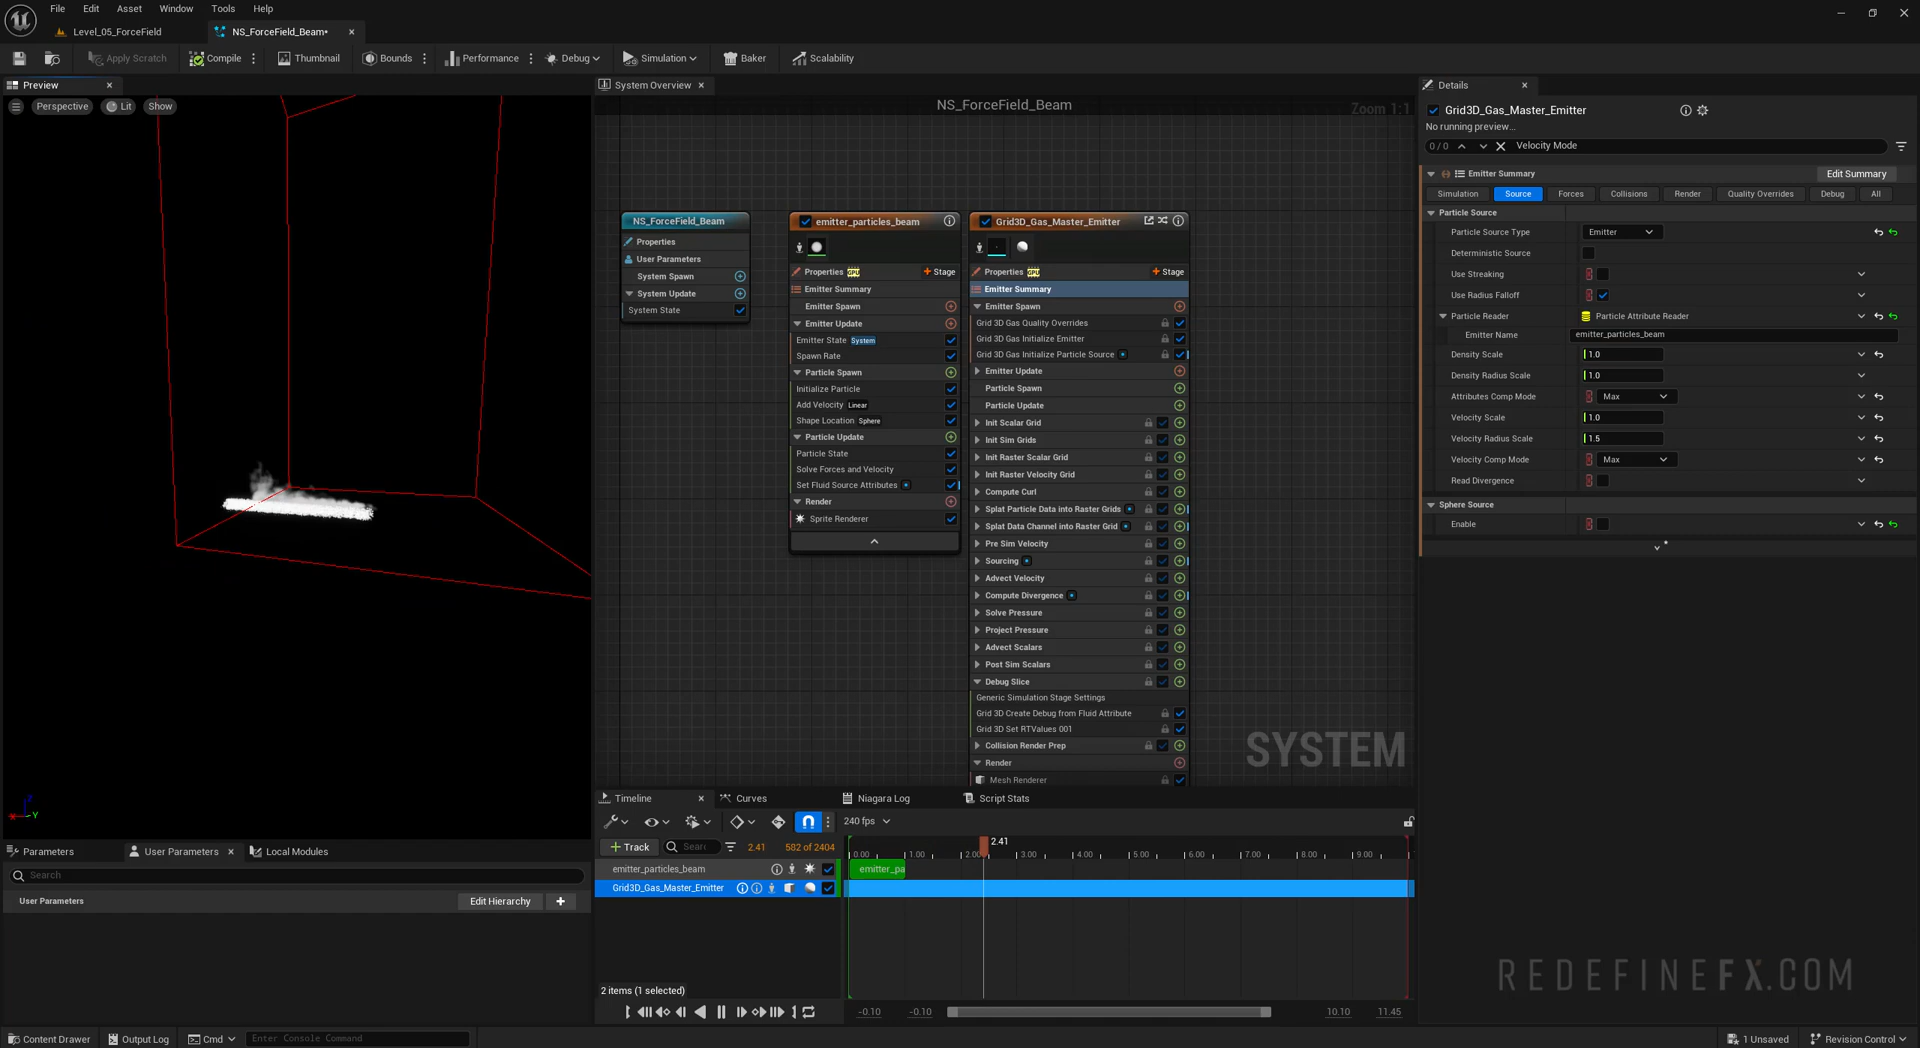 File Edit Asset Window Tools Help
Level_05_ForceField NS_ForceField_Beam•
Apply Scratch Compile Thumbnail Bounds Performance Debug Simulation Baker Scalability
Preview
Perspective Lit Show
System Overview
NS_ForceField_Beam
Zoom 1:1
NS_ForceField_Beam
Properties
User Parameters
System Spawn
System Update
System State
emitter_particles_beam
Properties GPU Stage
Emitter Summary
Emitter Spawn
Emitter Update
Emitter State System
Spawn Rate
Particle Spawn
Initialize Particle
Add Velocity Linear
Shape Location Sphere
Particle Update
Particle State
Solve Forces and Velocity
Set Fluid Source Attributes
Render
Sprite Renderer
Grid3D_Gas_Master_Emitter
Properties GPU Stage
Emitter Summary
Emitter Spawn
Grid 3D Gas Quality Overrides
Grid 3D Gas Initialize Emitter
Grid 3D Gas Initialize Particle Source
Emitter Update
Particle Spawn
Particle Update
Init Scalar Grid
Init Sim Grids
Init Raster Scalar Grid
Init Raster Velocity Grid
Compute Curl
Splat Particle Data into Raster Grids
Splat Data Channel into Raster Grid
Pre Sim Velocity
Sourcing
Advect Velocity
Compute Divergence
Solve Pressure
Project Pressure
Advect Scalars
Post Sim Scalars
Debug Slice
Generic Simulation Stage Settings
Grid 3D Create Debug from Fluid Attribute
Grid 3D Set RTValues 001
Collision Render Prep
Render
Mesh Renderer
SYSTEM
Details
Grid3D_Gas_Master_Emitter
No running preview...
0 / 0 Velocity Mode
Emitter Summary Edit Summary
Simulation Source Forces Collisions Render Quality Overrides Debug All
Particle Source
Particle Source Type Emitter
Deterministic Source
Use Streaking
Use Radius Falloff
Particle Reader Particle Attribute Reader
Emitter Name emitter_particles_beam
Density Scale 1.0
Density Radius Scale 1.0
Attributes Comp Mode Max
Velocity Scale 1.0
Velocity Radius Scale 1.5
Velocity Comp Mode Max
Read Divergence
Sphere Source
Enable
Z
Y
X
Parameters User Parameters Local Modules
Search
User Parameters Edit Hierarchy
Timeline Curves Niagara Log Script Stats
240 fps
Track Search 2.41 582 of 2404
emitter_particles_beam
Grid3D_Gas_Master_Emitter
2 items (1 selected)
2.41
0.00 1.00 2.00 3.00 4.00 5.00 6.00 7.00 8.00 9.00
emitter_pa
-0.10 -0.10 10.10 11.45
REDEFINEFX.COM
Content Drawer Output Log Cmd Enter Console Command 1 Unsaved Revision Control